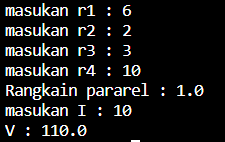 masukan r1 : 6
masukan r2 : 2
masukan r3 : 3
masukan r4 : 10
Rangkain pararel : 1.0
masukan I : 10
V : 110.0